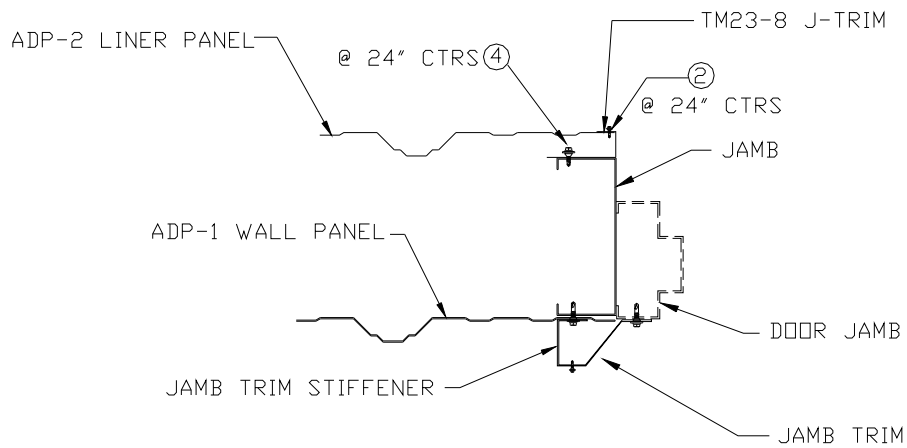 TM23-8 J-TRIM
ADP-2 LINER PANEL
@ 24" CTRS 4
2
@ 24" CTRS
JAMB
ADP-1 WALL PANEL
DOOR JAMB
JAMB TRIM STIFFENER
JAMB TRIM